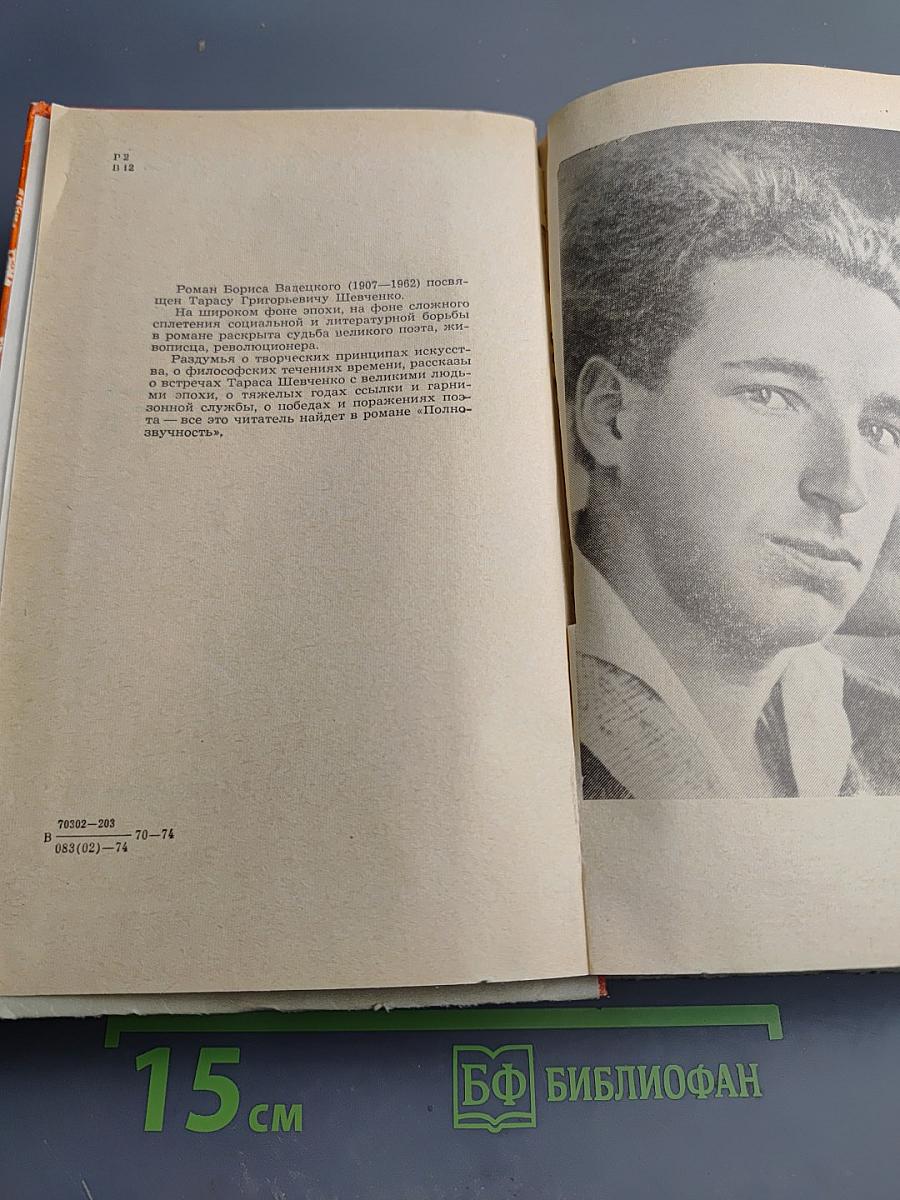 Р 2
В 12
Роман Бориса Вадецкого (1907—1962) посвя-
щен Тарасу Григорьевичу Шевченко.
На широком фоне эпохи, на фоне сложного
сплетения социальной и литературной борьбы
в романе раскрыта судьба великого поэта, жи-
вописца, революционера.
Раздумья о творческих принципах искусст-
ва, о философских течениях времени, рассказы
о встречах Тараса Шевченко с великими людь-
ми эпохи, о тяжелых годах ссылки и гарни-
зонной службы, о победах и поражениях поэ-
та — все это читатель найдет в романе «Полно-
звучность»,
70302—203
В 70—74
083(02)—74
15 см
БФ БИБЛИОФАН